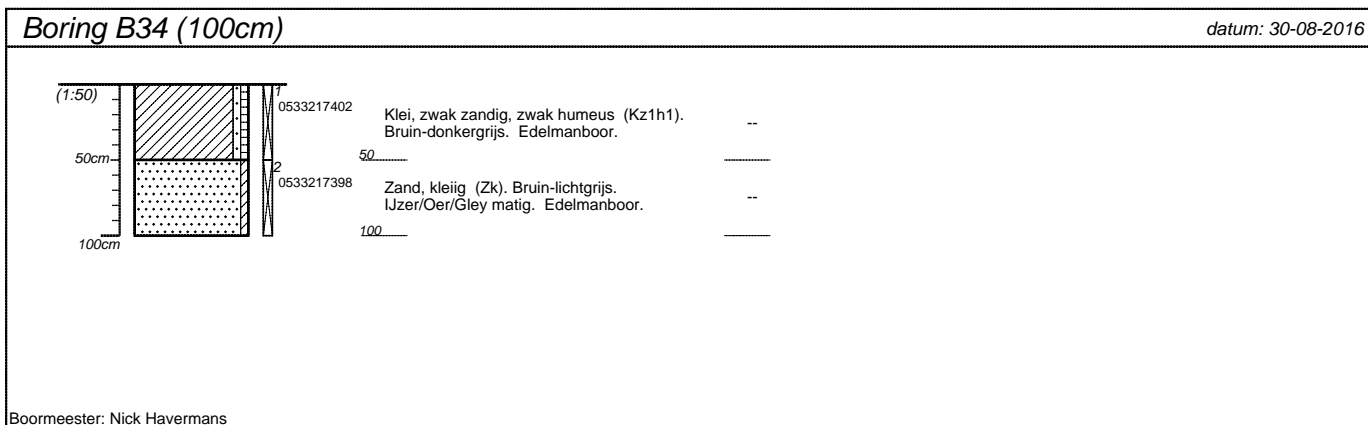 Boring B34 (100cm)
datum: 30-08-2016
(1:50)
1
0533217402
Klei, zwak zandig, zwak humeus (Kz1h1).
Bruin-donkergrijs. Edelmanboor.
--
50cm
50
2
0533217398
Zand, kleiig (Zk). Bruin-lichtgrijs.
IJzer/Oer/Gley matig. Edelmanboor.
--
100cm
100
Boormeester: Nick Havermans